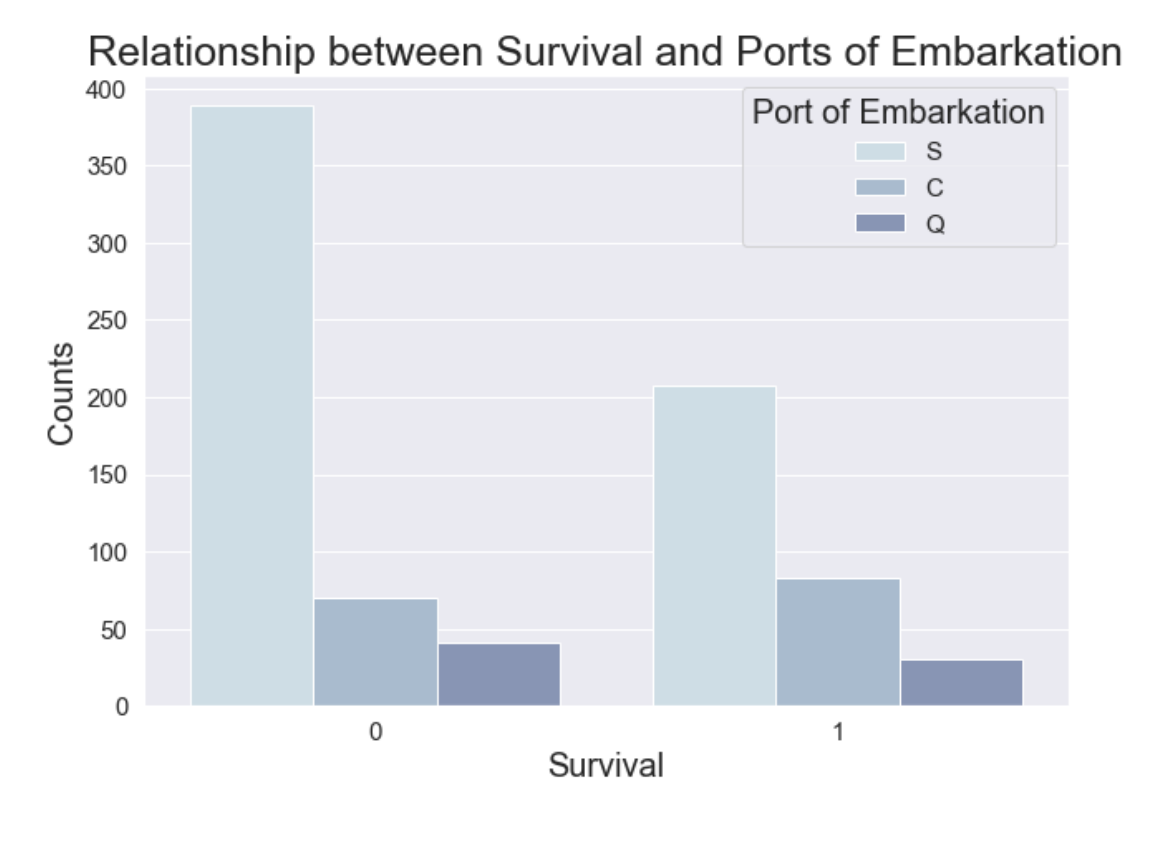 Relationship between Survival and Ports of Embarkation
400
350
300
250
200
150
100
50
0
Counts
Port of Embarkation
S
C
Q
0
1
Survival